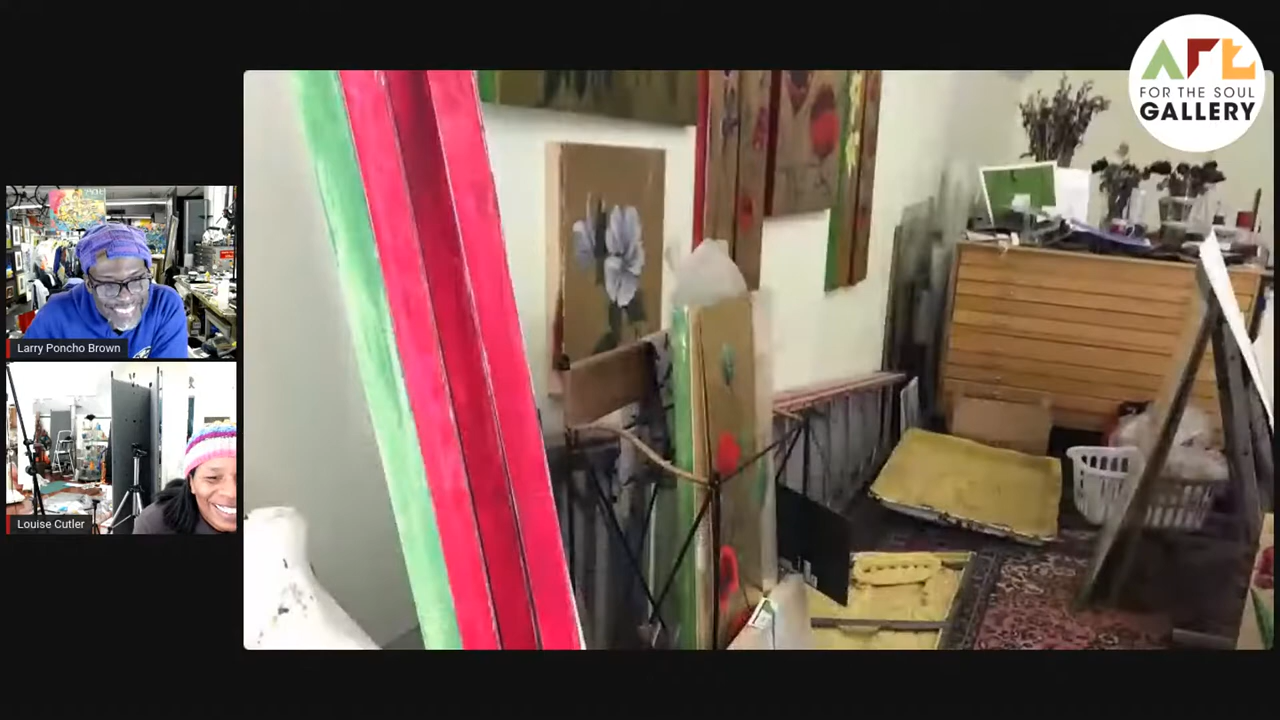 ART
FOR THE SOUL
GALLERY
Larry Poncho Brown
Louise Cutler